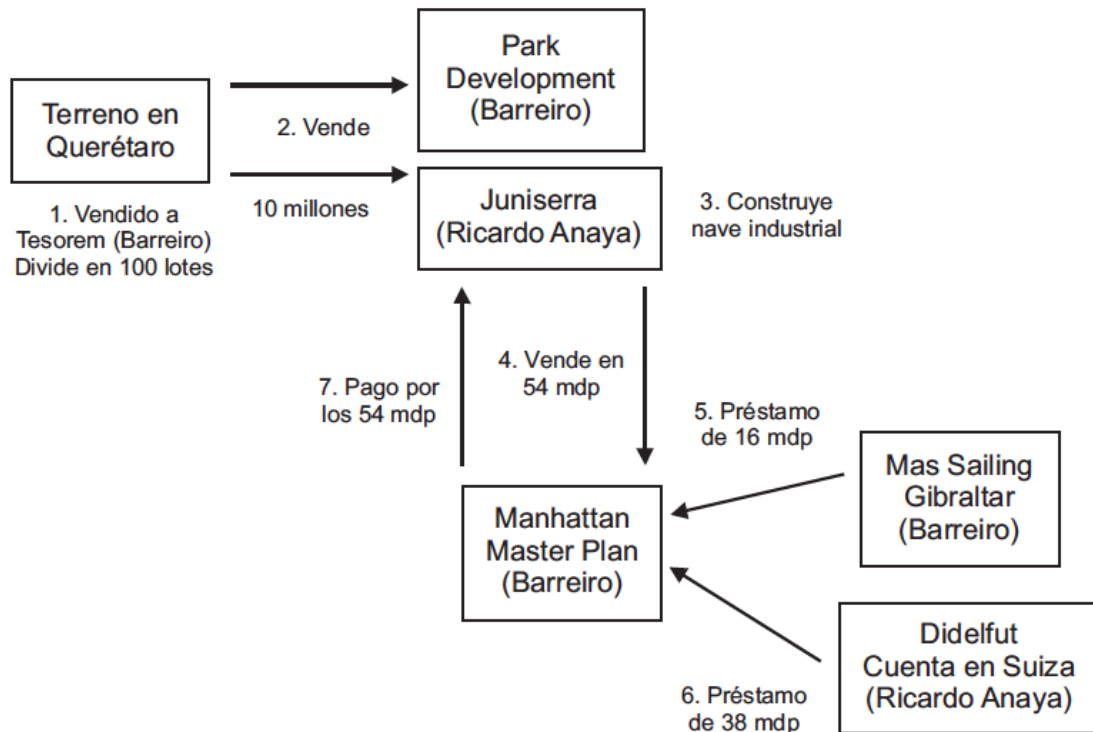 Terreno en
Querétaro
1. Vendido a
Tesorem (Barreiro)
Divide en 100 lotes
2. Vende
10 millones
Park
Development
(Barreiro)
Juniserra
(Ricardo Anaya)
3. Construye
nave industrial
4. Vende en
54 mdp
7. Pago por
los 54 mdp
5. Préstamo
de 16 mdp
Mas Sailing
Gibraltar
(Barreiro)
Manhattan
Master Plan
(Barreiro)
6. Préstamo
de 38 mdp
Didelfut
Cuenta en Suiza
(Ricardo Anaya)